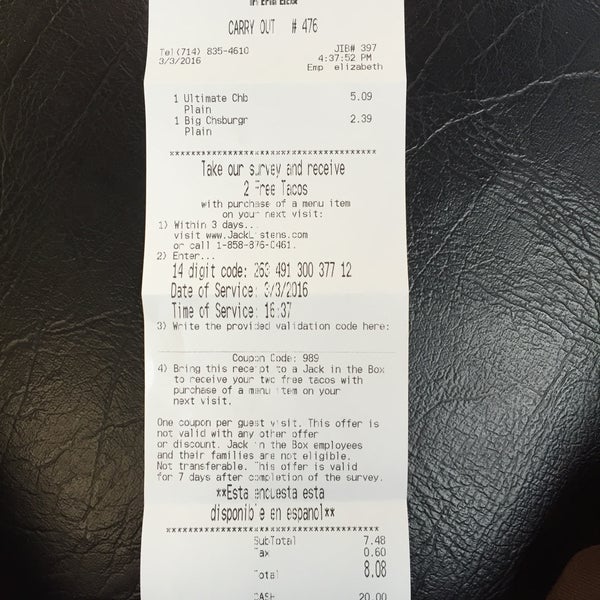 CARRY OUT # 476
Tel(714) 835-4610 JIB# 397
3/3/2016 4:37:52 PM
Emp elizabeth
1 Ultimate Chb 5.09
Plain
1 Big Chsburgr 2.39
Plain
****************************************
Take our survey and receive
2 Free Tacos
with purchase of a menu item
on your next visit:
1) Within 3 days...
visit www.JackListens.com
or call 1-858-876-0461.
2) Enter...
14 digit code: 263 491 300 377 12
Date of Service: 3/3/2016
Time of Service: 16:37
3) Write the provided validation code here:
Coupon Code: 989
4) Bring this receipt to a Jack in the Box
to receive your two free tacos with
purchase of a menu item on your
next visit.
One coupon per guest visit. This offer is
not valid with any other offer
or discount. Jack in the Box employees
and their families are not eligible.
Not transferable. This offer is valid
for 7 days after completion of the survey.
**Esta encuesta esta
disponible en espanol**
****************************************
SubTotal 7.48
Tax 0.60
Total 8.08
CASH 20.00